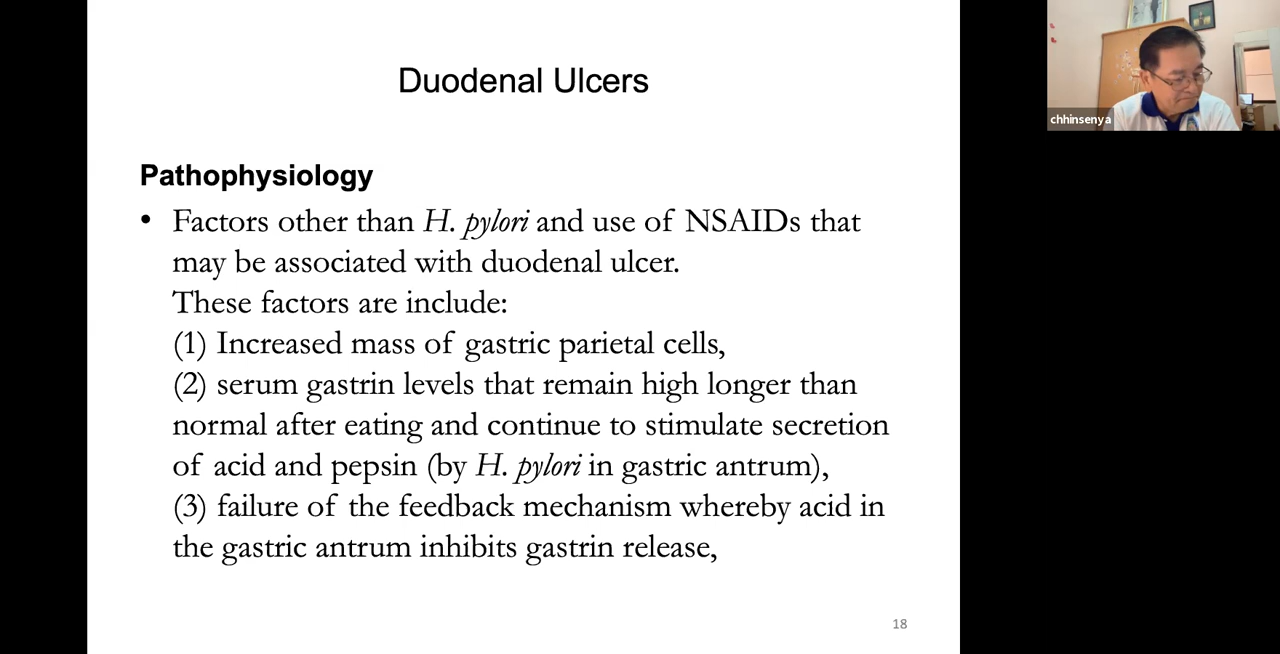 Duodenal Ulcers
chhinsenya
Pathophysiology
• Factors other than H. pylori and use of NSAIDs that
may be associated with duodenal ulcer.
These factors are include:
(1) Increased mass of gastric parietal cells,
(2) serum gastrin levels that remain high longer than
normal after eating and continue to stimulate secretion
of acid and pepsin (by H. pylori in gastric antrum),
(3) failure of the feedback mechanism whereby acid in
the gastric antrum inhibits gastrin release,
18